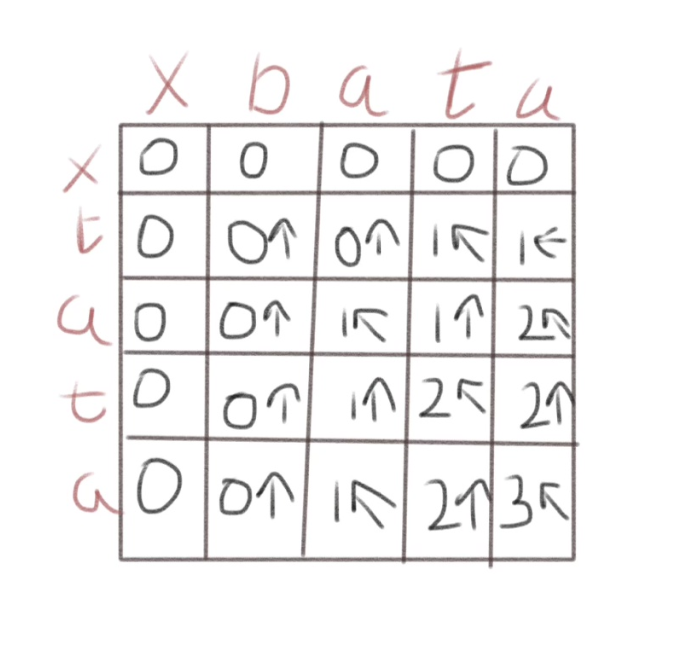 x b a t a
x 0 0 0 0 0
t 0 0↑ 0↑ 1↖ 1←
a 0 0↑ 1↖ 1↑ 2↖
t 0 0↑ 1↑ 2↖ 2↑
a 0 0↑ 1↖ 2↑ 3↖